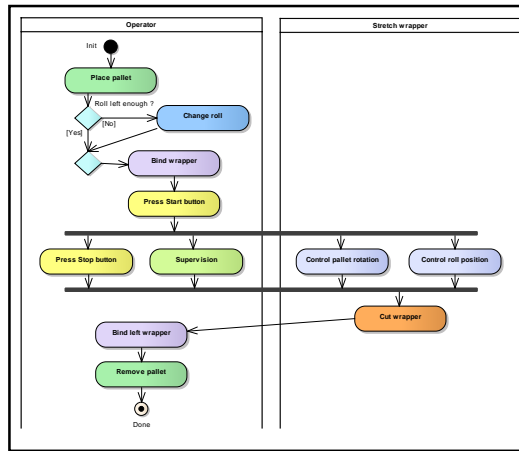 Operator
Stretch wrapper
Init
Place pallet
Roll left enough ?
[No]
Change roll
[Yes]
Bind wrapper
Press Start button
Press Stop button
Supervision
Control pallet rotation
Control roll position
Cut wrapper
Bind left wrapper
Remove pallet
Done